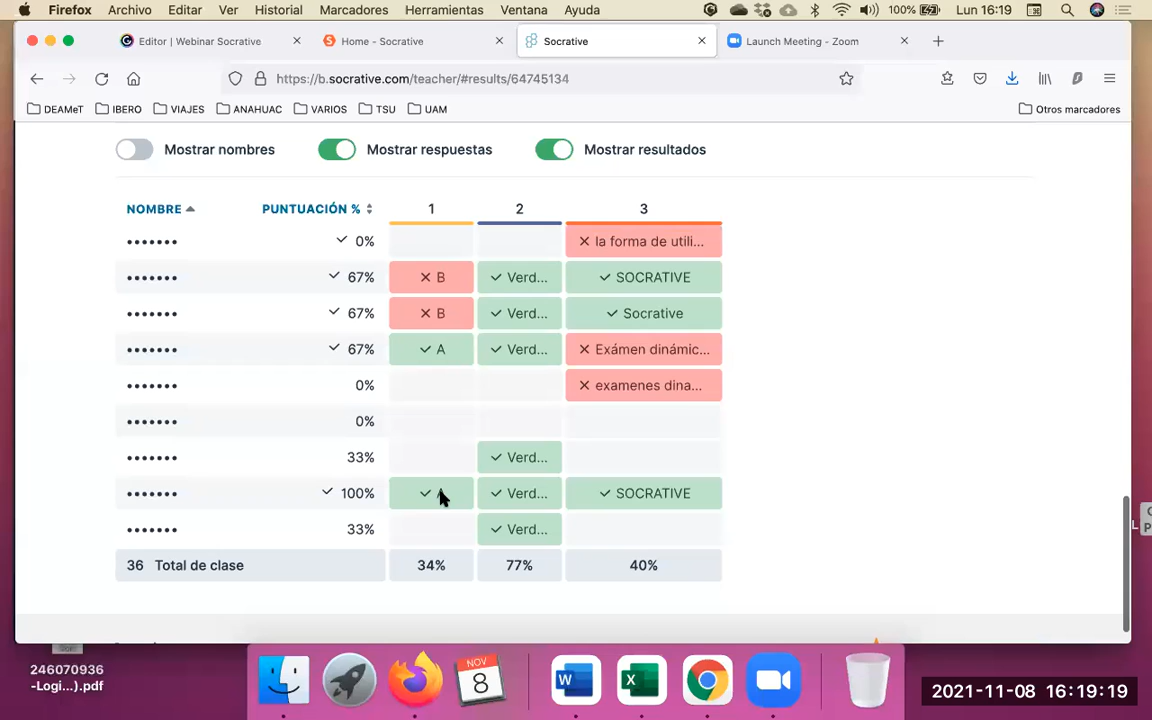 Firefox Archivo Editar Ver Historial Marcadores Herramientas Ventana Ayuda 100% Lun 16:19
Editor | Webinar Socrative Home - Socrative Socrative Launch Meeting - Zoom
https://b.socrative.com/teacher/#results/64745134
DEAMeT IBERO VIAJES ANAHUAC VARIOS TSU UAM Otros marcadores
Mostrar nombres Mostrar respuestas Mostrar resultados
NOMBRE PUNTUACIÓN % 1 2 3
••••••• 0% la forma de utili...
••••••• 67% B Verd... SOCRATIVE
••••••• 67% B Verd... Socrative
••••••• 67% A Verd... Exámen dinámic...
••••••• 0% examenes dina...
••••••• 0%
••••••• 33% Verd...
••••••• 100% Verd... SOCRATIVE
••••••• 33% Verd...
36 Total de clase 34% 77% 40%
246070936
-Logi...).pdf
NOV
8
W X
2021-11-08 16:19:19